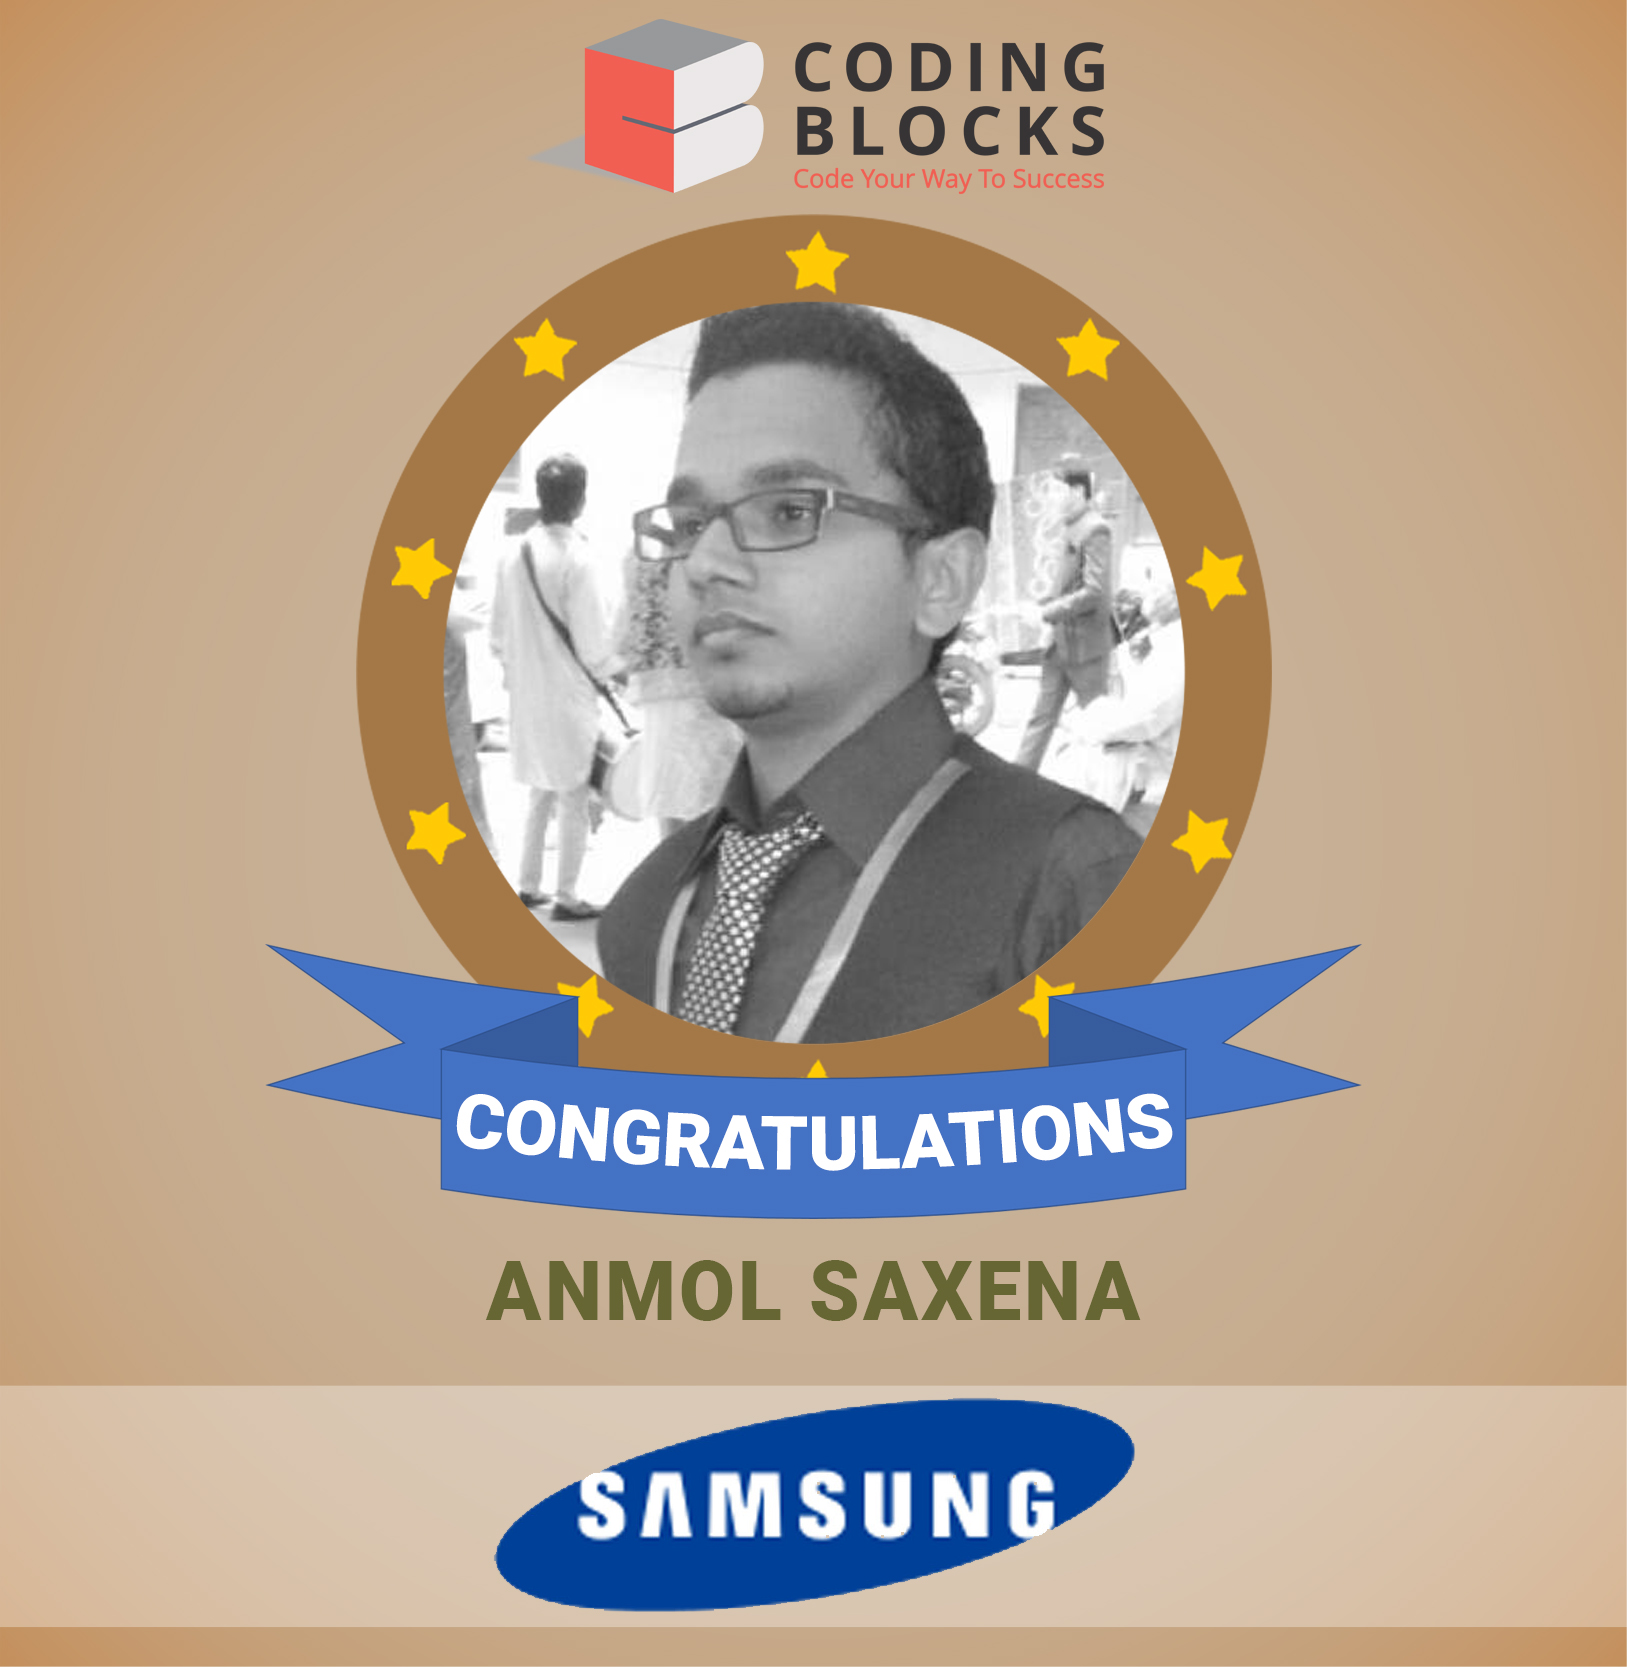 CODING
BLOCKS
Code Your Way To Success
CONGRATULATIONS
ANMOL SAXENA
SAMSUNG